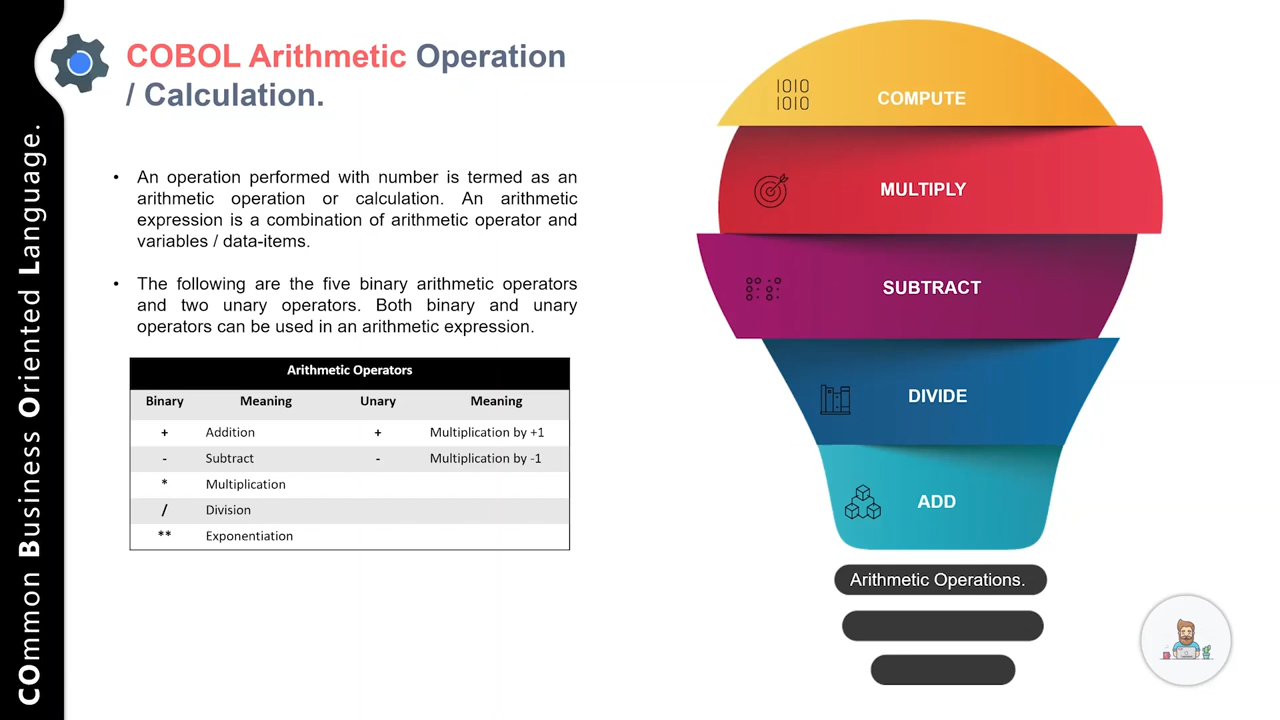 COmmon Business Oriented Language.
COBOL Arithmetic Operation
/ Calculation.
• An operation performed with number is termed as an
arithmetic operation or calculation. An arithmetic
expression is a combination of arithmetic operator and
variables / data-items.
• The following are the five binary arithmetic operators
and two unary operators. Both binary and unary
operators can be used in an arithmetic expression.
Arithmetic Operators
Binary Meaning Unary Meaning
+ Addition + Multiplication by +1
- Subtract - Multiplication by -1
* Multiplication
/ Division
** Exponentiation
1010
1010
COMPUTE
MULTIPLY
SUBTRACT
DIVIDE
ADD
Arithmetic Operations.